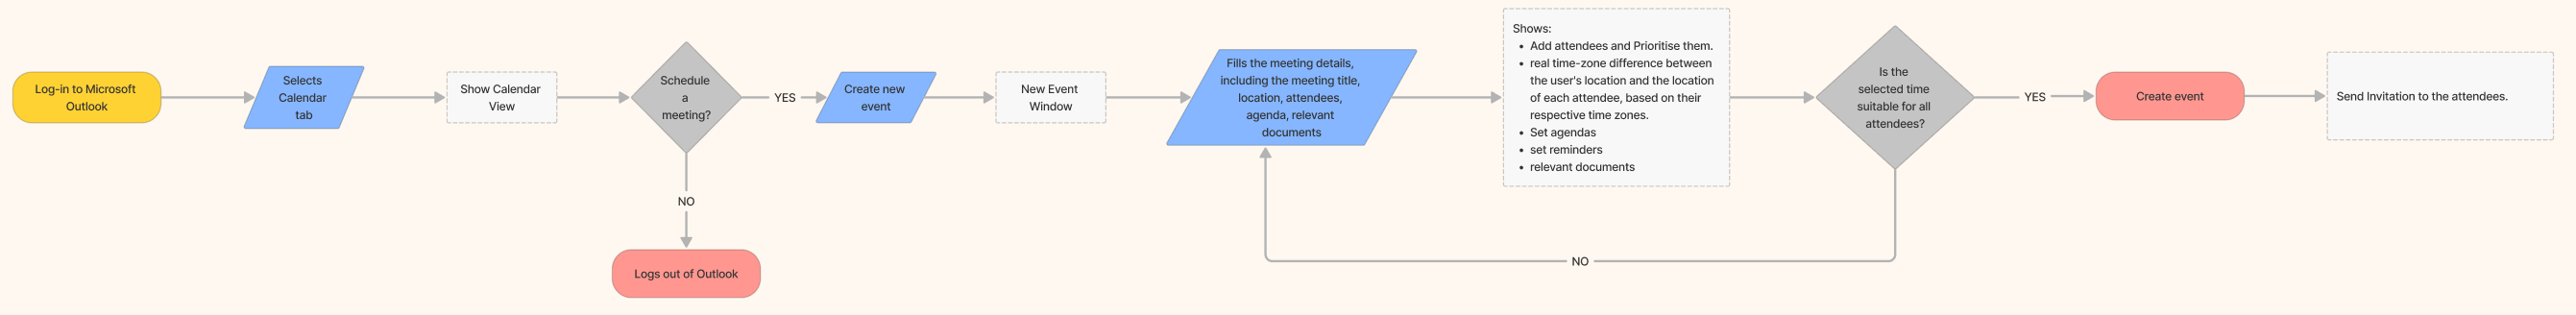 Log-in to Microsoft
Outlook
Selects
Calendar
tab
Show Calendar
View
Schedule
a
meeting?
YES
NO
Logs out of Outlook
Create new
event
New Event
Window
Fills the meeting details,
including the meeting title,
location, attendees,
agenda, relevant
documents
Shows:
• Add attendees and Prioritise them.
• real time-zone difference between
the user's location and the location
of each attendee, based on their
respective time zones.
• Set agendas
• set reminders
• relevant documents
Is the
selected time
suitable for all
attendees?
NO
YES
Create event
Send Invitation to the attendees.